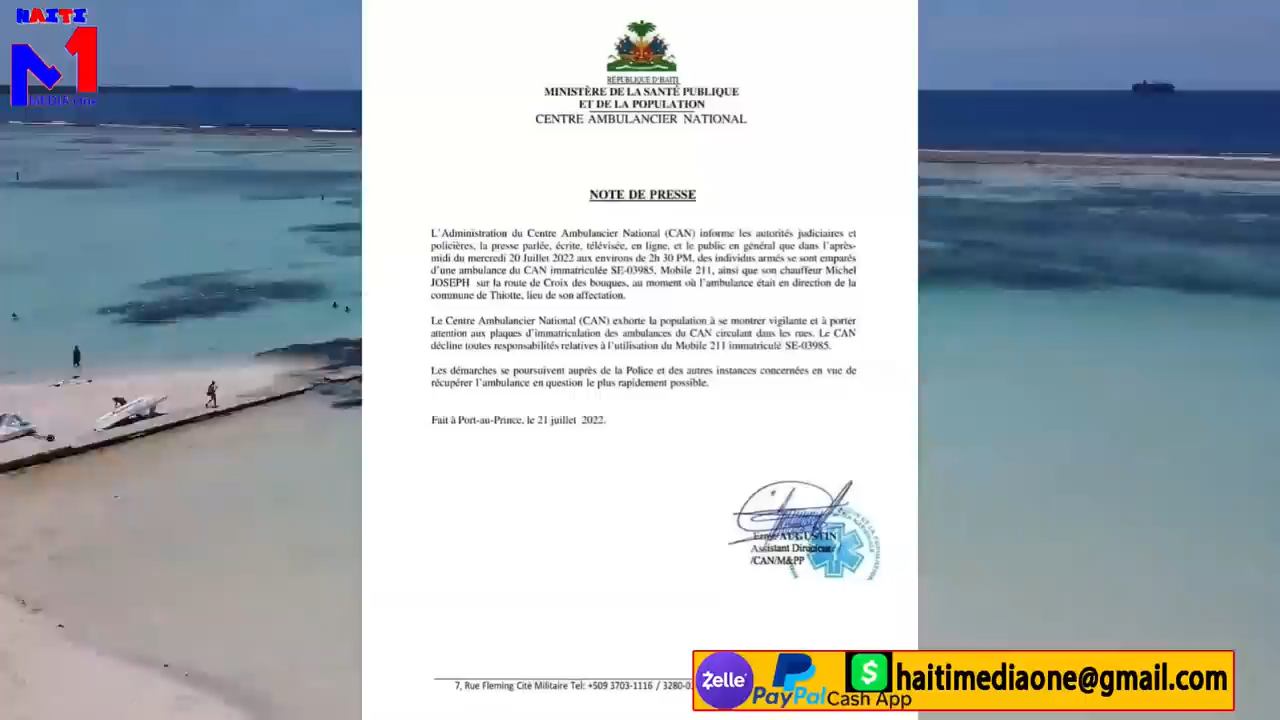 HAITI
M1
MEDIA one
RÉPUBLIQUE D'HAITI
MINISTÈRE DE LA SANTÉ PUBLIQUE
ET DE LA POPULATION
CENTRE AMBULANCIER NATIONAL
NOTE DE PRESSE
L'Administration du Centre Ambulancier National (CAN) informe les autorités judiciaires et
policières, la presse parlée, écrite, télévisée, en ligne, et le public en général que dans l'après-
midi du mercredi 20 Juillet 2022 aux environs de 2h 30 PM, des individus armés se sont emparés
d'une ambulance du CAN immatriculée SE-03985, Mobile 211, ainsi que son chauffeur Michel
JOSEPH sur la route de Croix des bouques, au moment où l'ambulance était en direction de la
commune de Thiotte, lieu de son affectation.
Le Centre Ambulancier National (CAN) exhorte la population à se montrer vigilante et à porter
attention aux plaques d'immatriculation des ambulances du CAN circulant dans les rues. Le CAN
décline toutes responsabilités relatives à l'utilisation du Mobile 211 immatriculé SE-03985.
Les démarches se poursuivent auprès de la Police et des autres instances concernées en vue de
récupérer l'ambulance en question le plus rapidement possible.
Fait à Port-au-Prince, le 21 juillet 2022.
AUGUSTIN
Assistant Directeur
/CAN/M&PP
7, Rue Fleming Cité Militaire Tel: +509 3703-1116 / 3280-
Zelle
PayPal
$
Cash App
haitimediaone@gmail.com